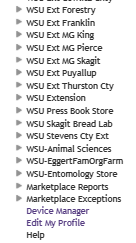 WSU Ext Forestry
WSU Ext Franklin
WSU Ext MG King
WSU Ext MG Pierce
WSU Ext MG Skagit
WSU Ext Puyallup
WSU Ext Thurston Cty
WSU Extension
WSU Press Book Store
WSU Skagit Bread Lab
WSU Stevens Cty Ext
WSU-Animal Sciences
WSU-EggertFamOrgFarm
WSU-Entomology Store
Marketplace Reports
Marketplace Exceptions
Device Manager
Edit My Profile
Help